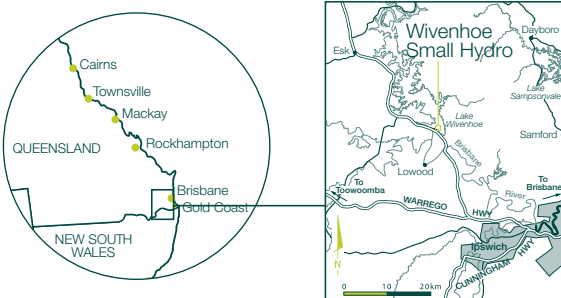 Cairns
Townsville
Mackay
QUEENSLAND
Rockhampton
Brisbane
Gold Coast
NEW SOUTH
WALES
Wivenhoe
Small Hydro
Dayboro
Esk
Lake
Sampsonvale
Lake
Wivenhoe
Samford
Brisbane
Lowood
To
Toowoomba
River
To
Brisbane
WARREGO
HWY
Ipswich
CUNNINGHAM HWY
N
0 10 20km